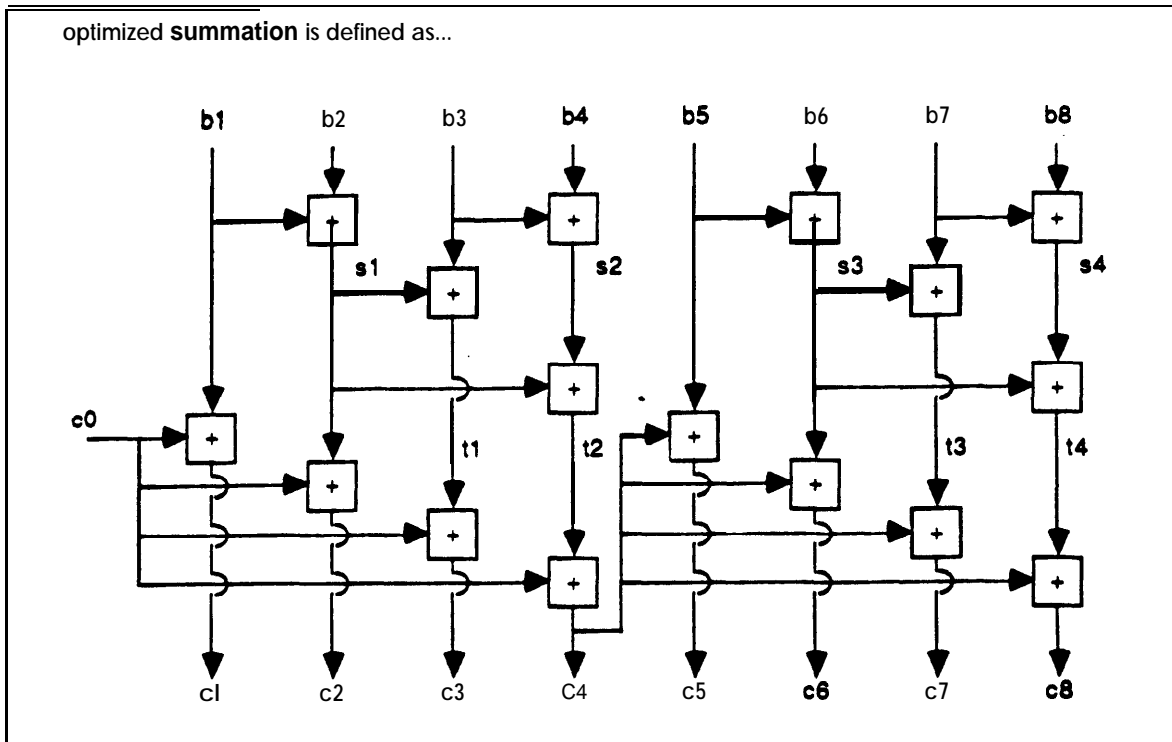 optimized summation is defined as...
b1 b2 b3 b4 b5 b6 b7 b8
+ + + +
s1 s2 s3 s4
+ +
+ +
c0 + +
t1 t2 t3 t4
+ +
+ +
+ +
cl c2 c3 C4 c5 c6 c7 c8